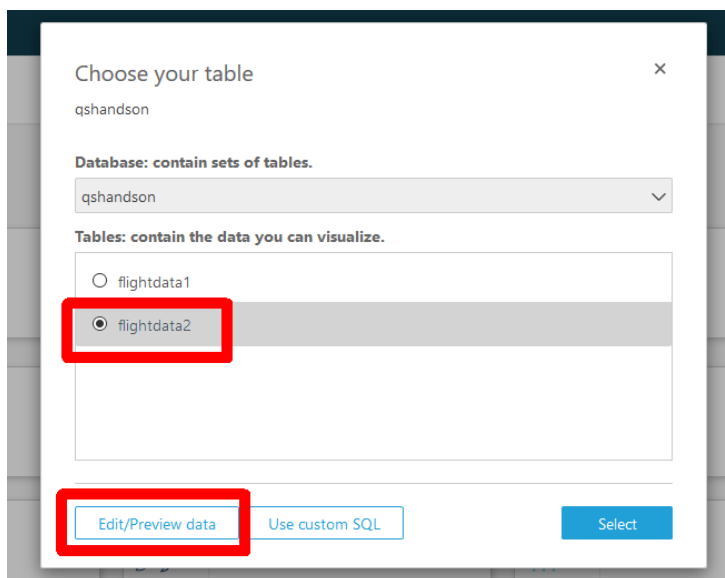 Choose your table
qshandson
Database: contain sets of tables.
qshandson
Tables: contain the data you can visualize.
flightdata1
flightdata2
Edit/Preview data
Use custom SQL
Select